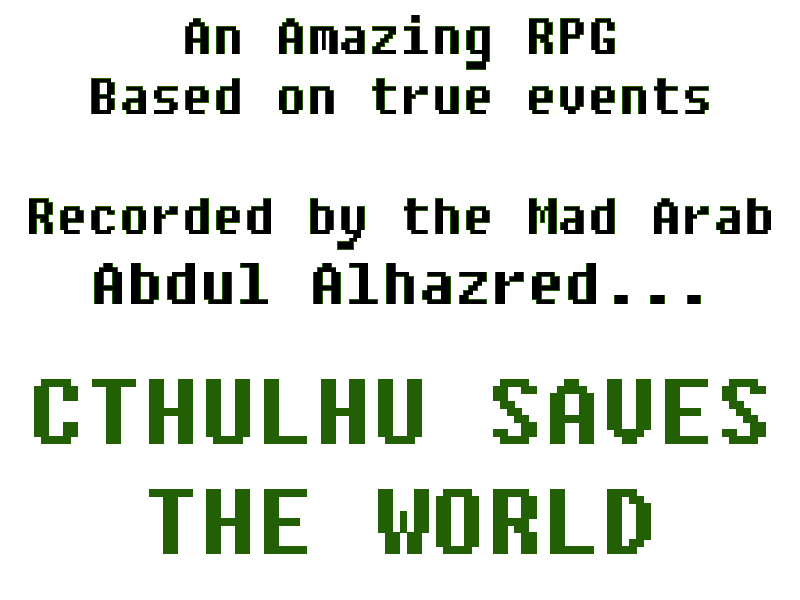 An Amazing RPG
Based on true events
Recorded by the Mad Arab
Abdul Alhazred...
CTHULHU SAVES
THE WORLD